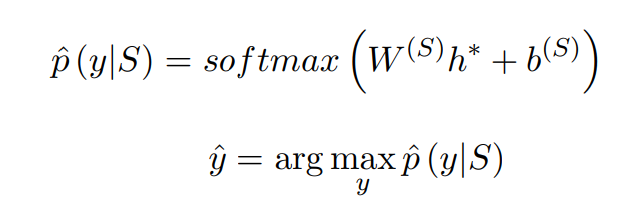 p̂ (y|S) = softmax (W^(S) h* + b^(S))
ŷ = arg max_y p̂ (y|S)